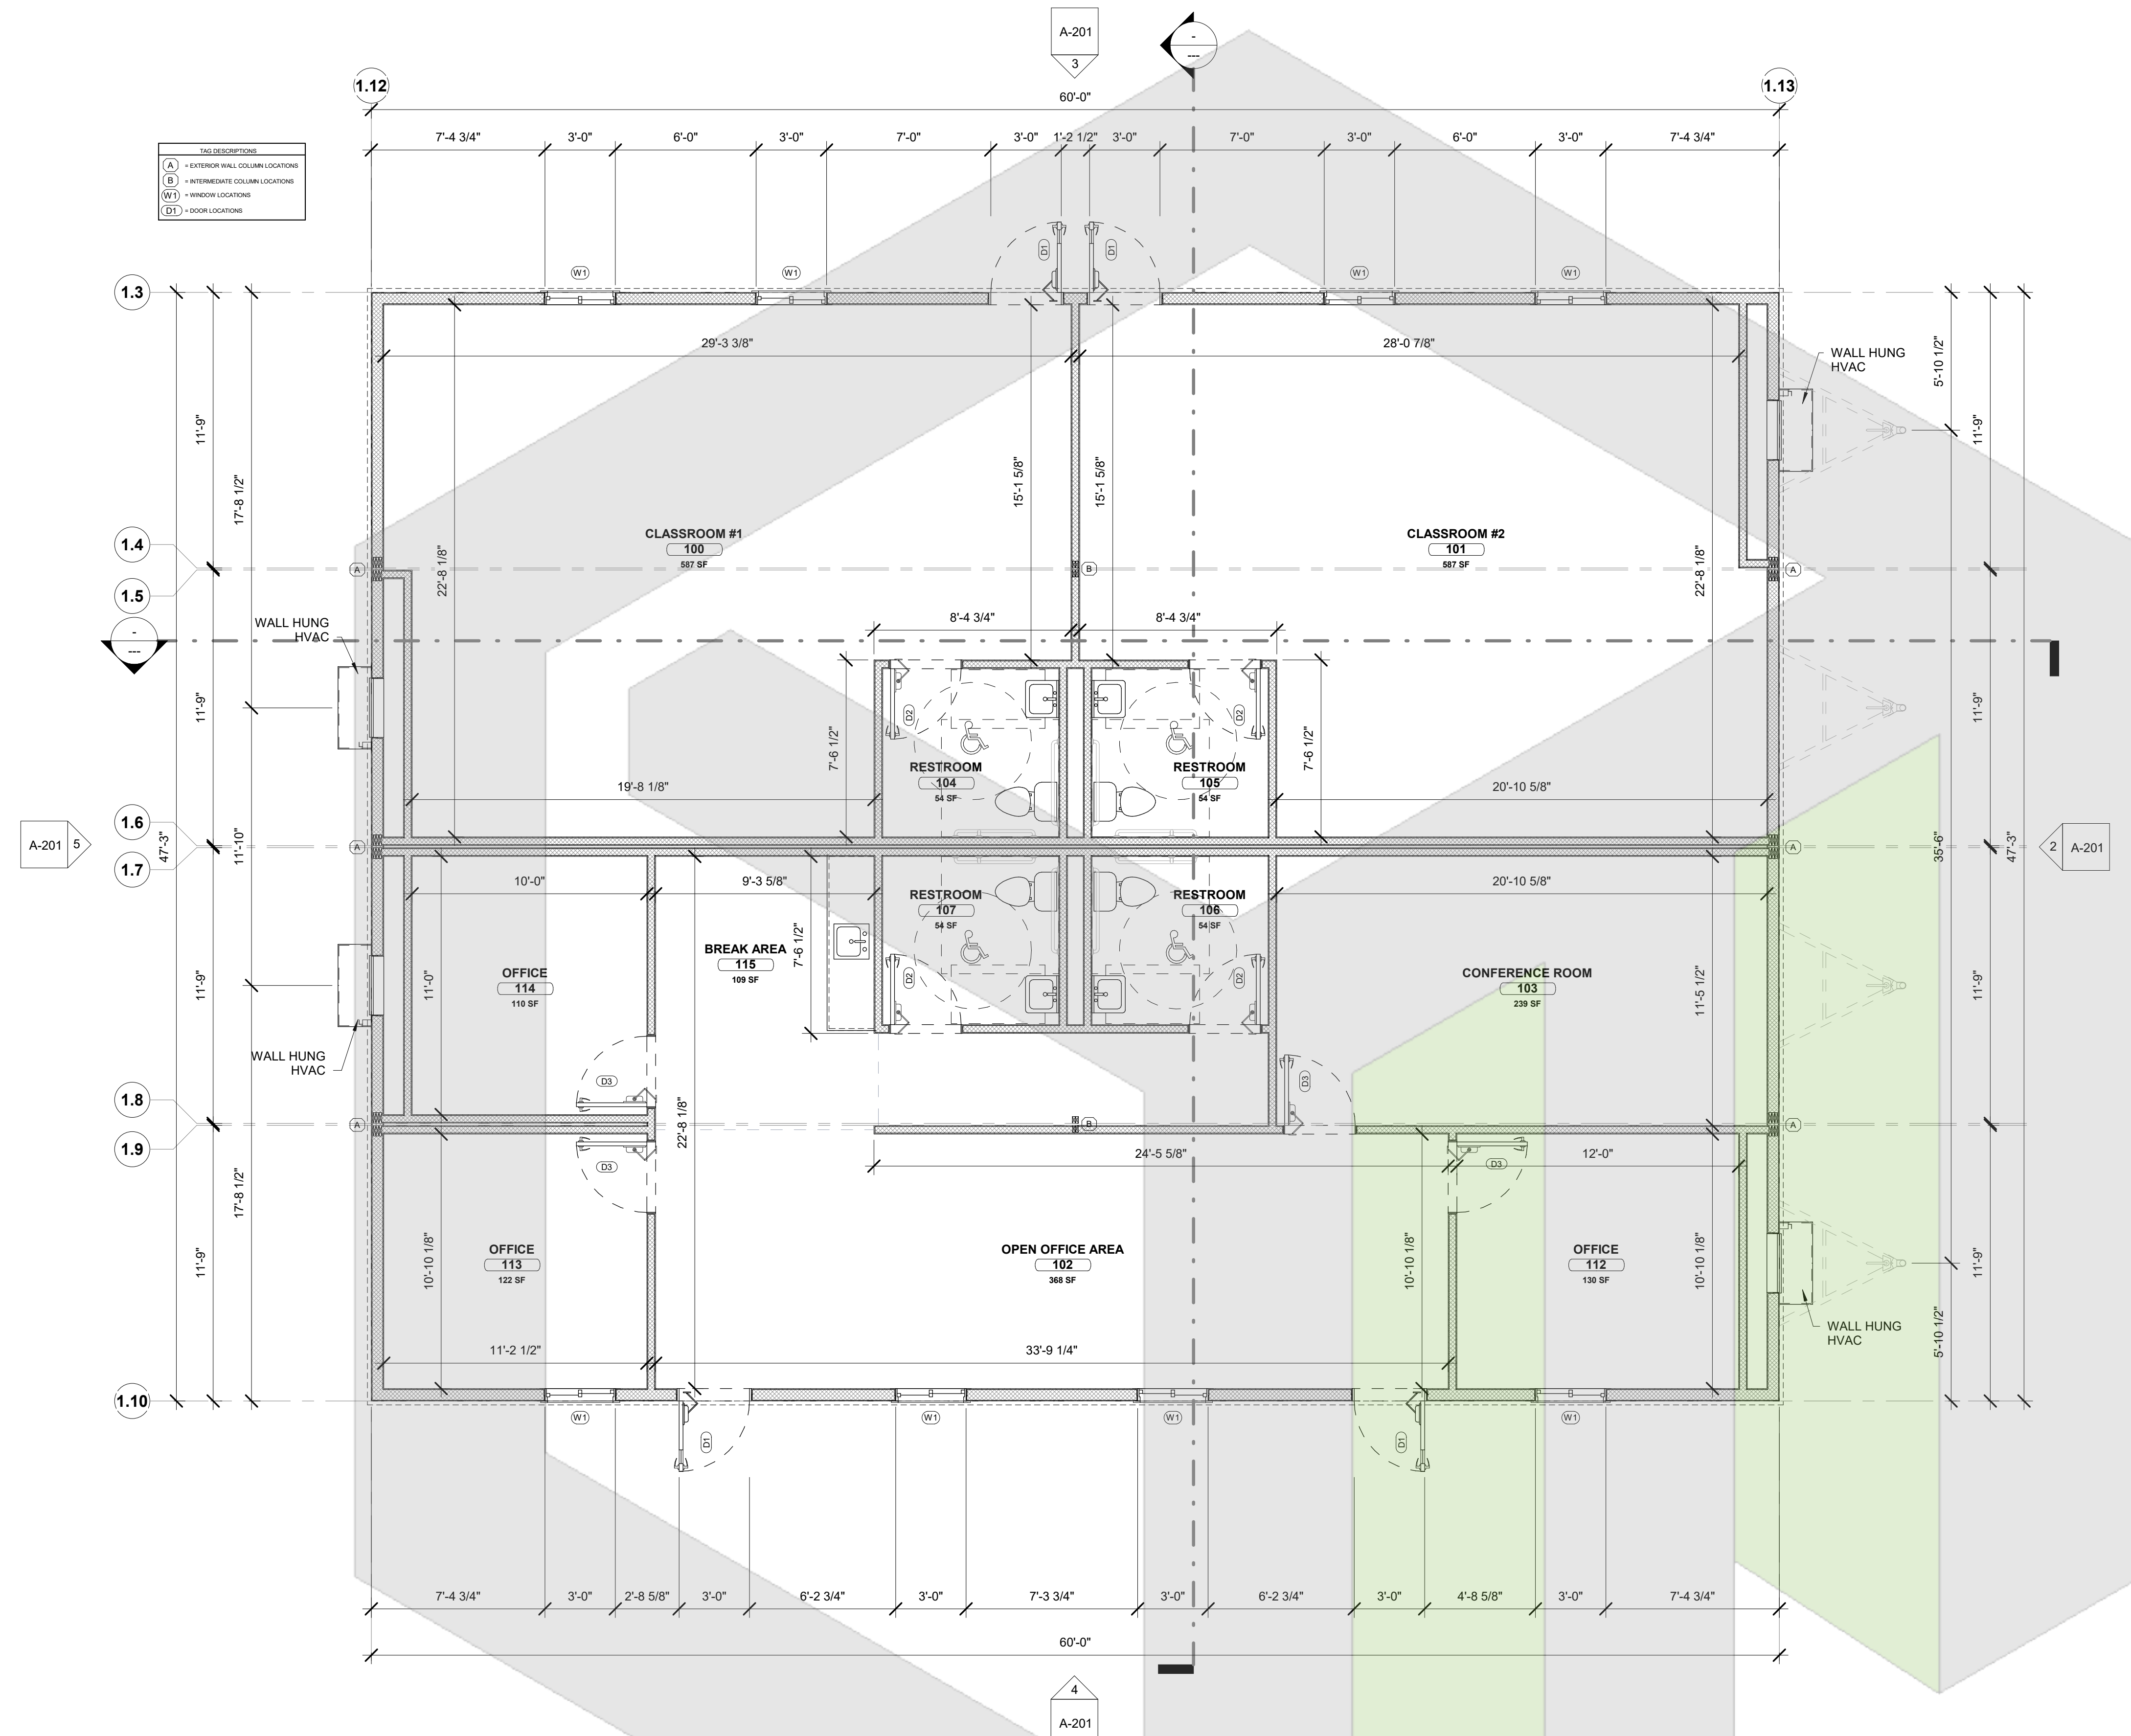 A-201
3
-
---
1.12
1.13
60'-0"
7'-4 3/4"
3'-0"
6'-0"
3'-0"
7'-0"
3'-0"
1'-2 1/2"
3'-0"
7'-0"
3'-0"
6'-0"
3'-0"
7'-4 3/4"
TAG DESCRIPTIONS
A = EXTERIOR WALL COLUMN LOCATIONS
B = INTERMEDIATE COLUMN LOCATIONS
W1 = WINDOW LOCATIONS
D1 = DOOR LOCATIONS
D1
D1
W1
W1
W1
W1
1.3
29'-3 3/8"
28'-0 7/8"
WALL HUNG
HVAC
5'-10 1/2"
11'-9"
11'-9"
17'-8 1/2"
15'-1 5/8"
15'-1 5/8"
1.4
CLASSROOM #1
100
587 SF
CLASSROOM #2
101
587 SF
22'-8 1/8"
22'-8 1/8"
A
B
A
1.5
WALL HUNG
HVAC
8'-4 3/4"
8'-4 3/4"
-
---
11'-9"
11'-9"
D2
D2
7'-6 1/2"
7'-6 1/2"
RESTROOM
104
54 SF
RESTROOM
105
54 SF
19'-8 1/8"
20'-10 5/8"
1.6
47'-3"
11'-10"
A-201
5
A
A
35'-6"
47'-3"
2
A-201
1.7
10'-0"
9'-3 5/8"
20'-10 5/8"
RESTROOM
107
54 SF
RESTROOM
106
54 SF
BREAK AREA
115
109 SF
7'-6 1/2"
D2
D2
OFFICE
114
110 SF
11'-0"
CONFERENCE ROOM
103
239 SF
11'-5 1/2"
11'-9"
11'-9"
WALL HUNG
HVAC
D3
D3
1.8
A
B
A
22'-8 1/8"
1.9
24'-5 5/8"
12'-0"
D3
D3
17'-8 1/2"
11'-9"
OFFICE
113
122 SF
10'-10 1/8"
OPEN OFFICE AREA
102
368 SF
10'-10 1/8"
OFFICE
112
130 SF
10'-10 1/8"
11'-9"
5'-10 1/2"
WALL HUNG
HVAC
11'-2 1/2"
33'-9 1/4"
1.10
W1
W1
W1
W1
D1
D1
7'-4 3/4"
3'-0"
2'-8 5/8"
3'-0"
6'-2 3/4"
3'-0"
7'-3 3/4"
3'-0"
6'-2 3/4"
3'-0"
4'-8 5/8"
3'-0"
7'-4 3/4"
60'-0"
4
A-201